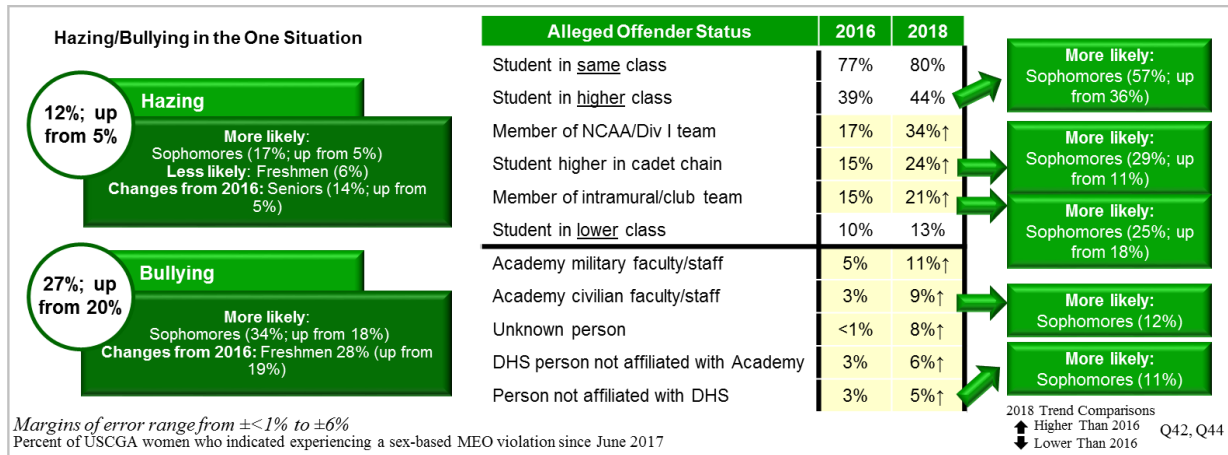 Hazing/Bullying in the One Situation
12%; up
from 5%
Hazing
More likely:
Sophomores (17%; up from 5%)
Less likely: Freshmen (6%)
Changes from 2016: Seniors (14%; up from
5%)
27%; up
from 20%
Bullying
More likely:
Sophomores (34%; up from 18%)
Changes from 2016: Freshmen 28% (up from
19%)
Alleged Offender Status 2016 2018
Student in same class 77% 80%
Student in higher class 39% 44%
Member of NCAA/Div I team 17% 34%↑
Student higher in cadet chain 15% 24%↑
Member of intramural/club team 15% 21%↑
Student in lower class 10% 13%
Academy military faculty/staff 5% 11%↑
Academy civilian faculty/staff 3% 9%↑
Unknown person <1% 8%↑
DHS person not affiliated with Academy 3% 6%↑
Person not affiliated with DHS 3% 5%↑
More likely:
Sophomores (57%; up
from 36%)
More likely:
Sophomores (29%; up
from 11%)
More likely:
Sophomores (25%; up
from 18%)
More likely:
Sophomores (12%)
More likely:
Sophomores (11%)
Margins of error range from ±<1% to ±6%
Percent of USCGA women who indicated experiencing a sex-based MEO violation since June 2017
2018 Trend Comparisons
Higher Than 2016
Lower Than 2016
Q42, Q44